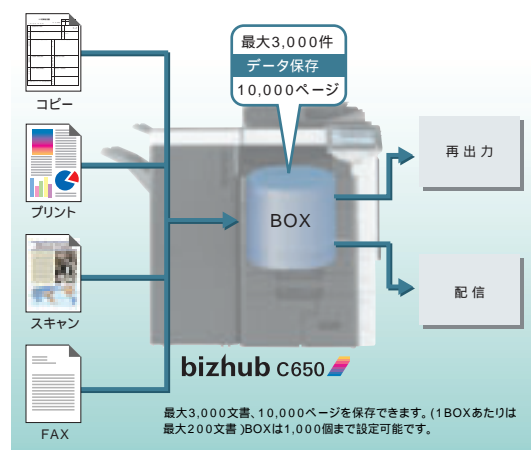 コピー
プリント
スキャン
FAX
最大3,000件
データ保存
10,000ページ
BOX
再出力
配信
bizhub C650
最大3,000文書、10,000ページを保存できます。(1BOXあたりは
最大200文書)BOXは1,000個まで設定可能です。